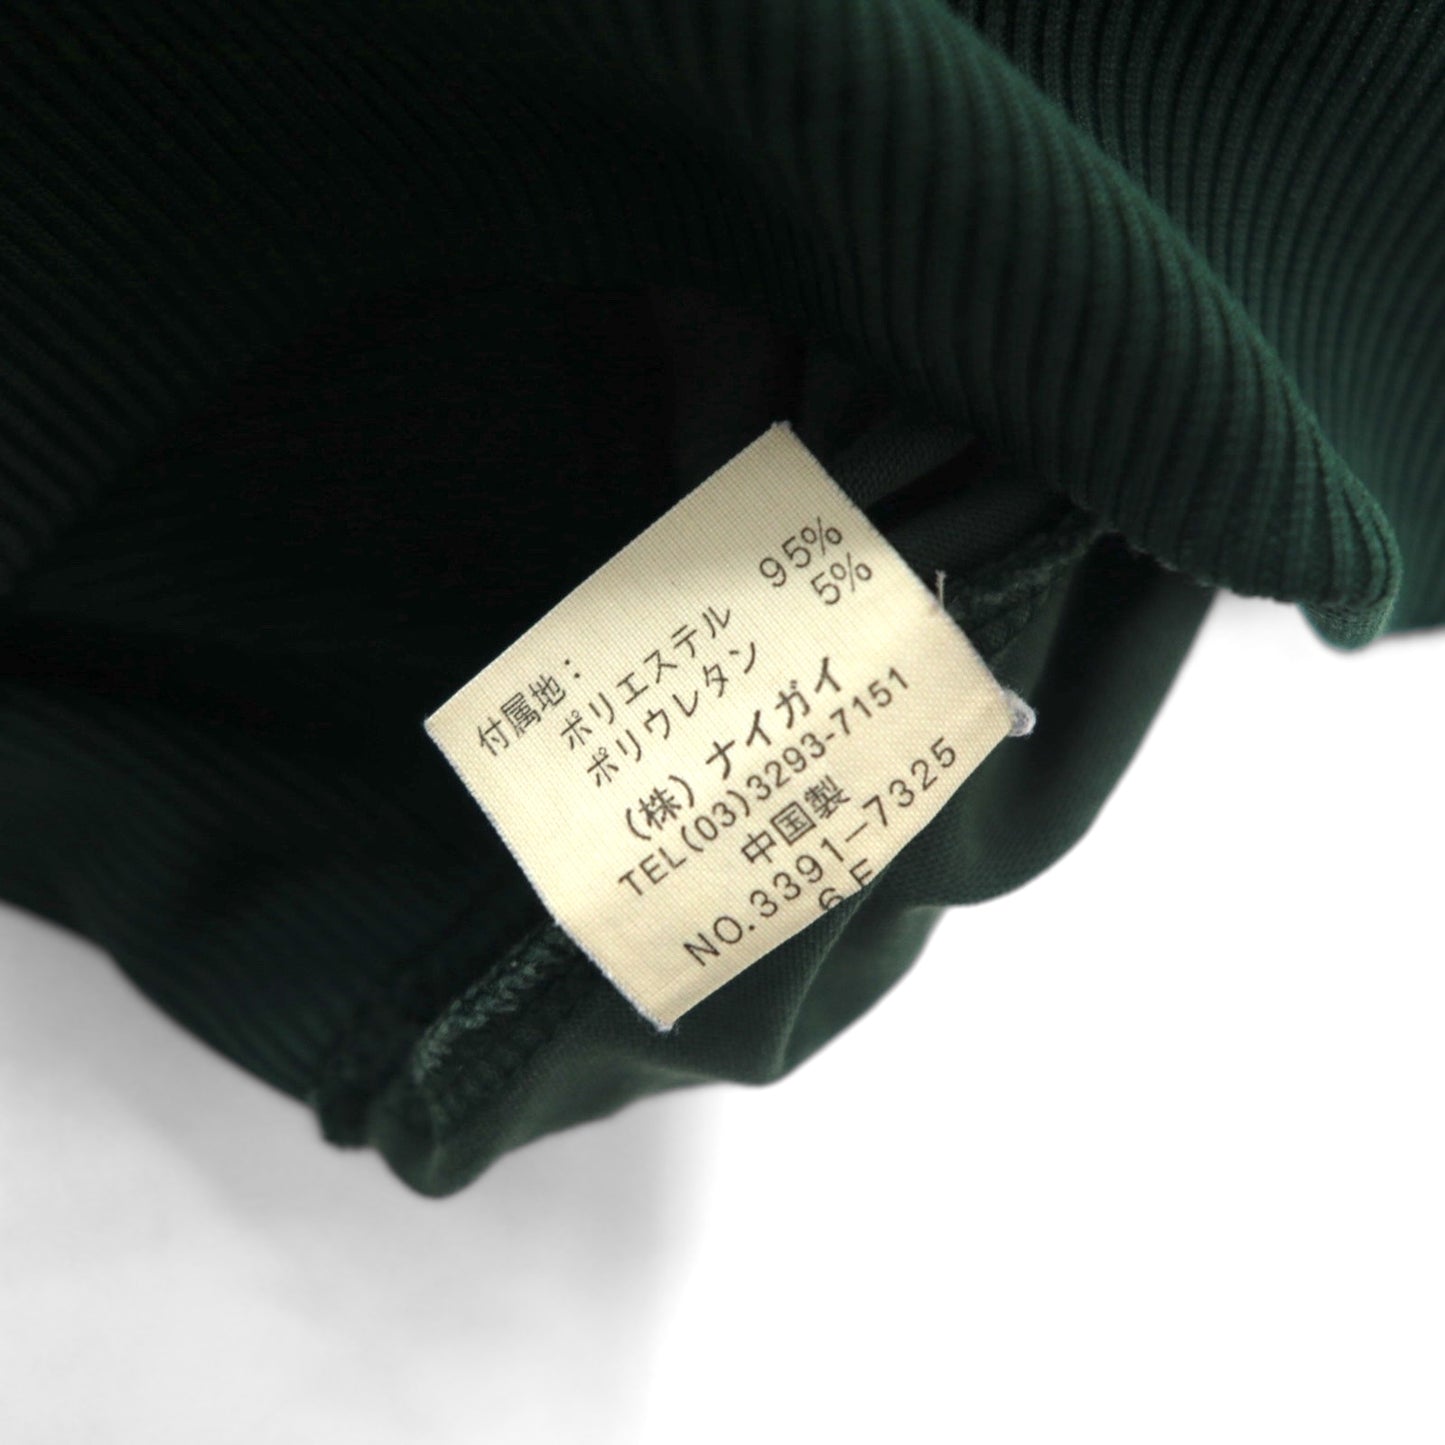 付属地:
ポリエステル 95%
ポリウレタン 5%
(株) ナイガイ
TEL(03)3293-7151
中国製
NO.3391-7325
6